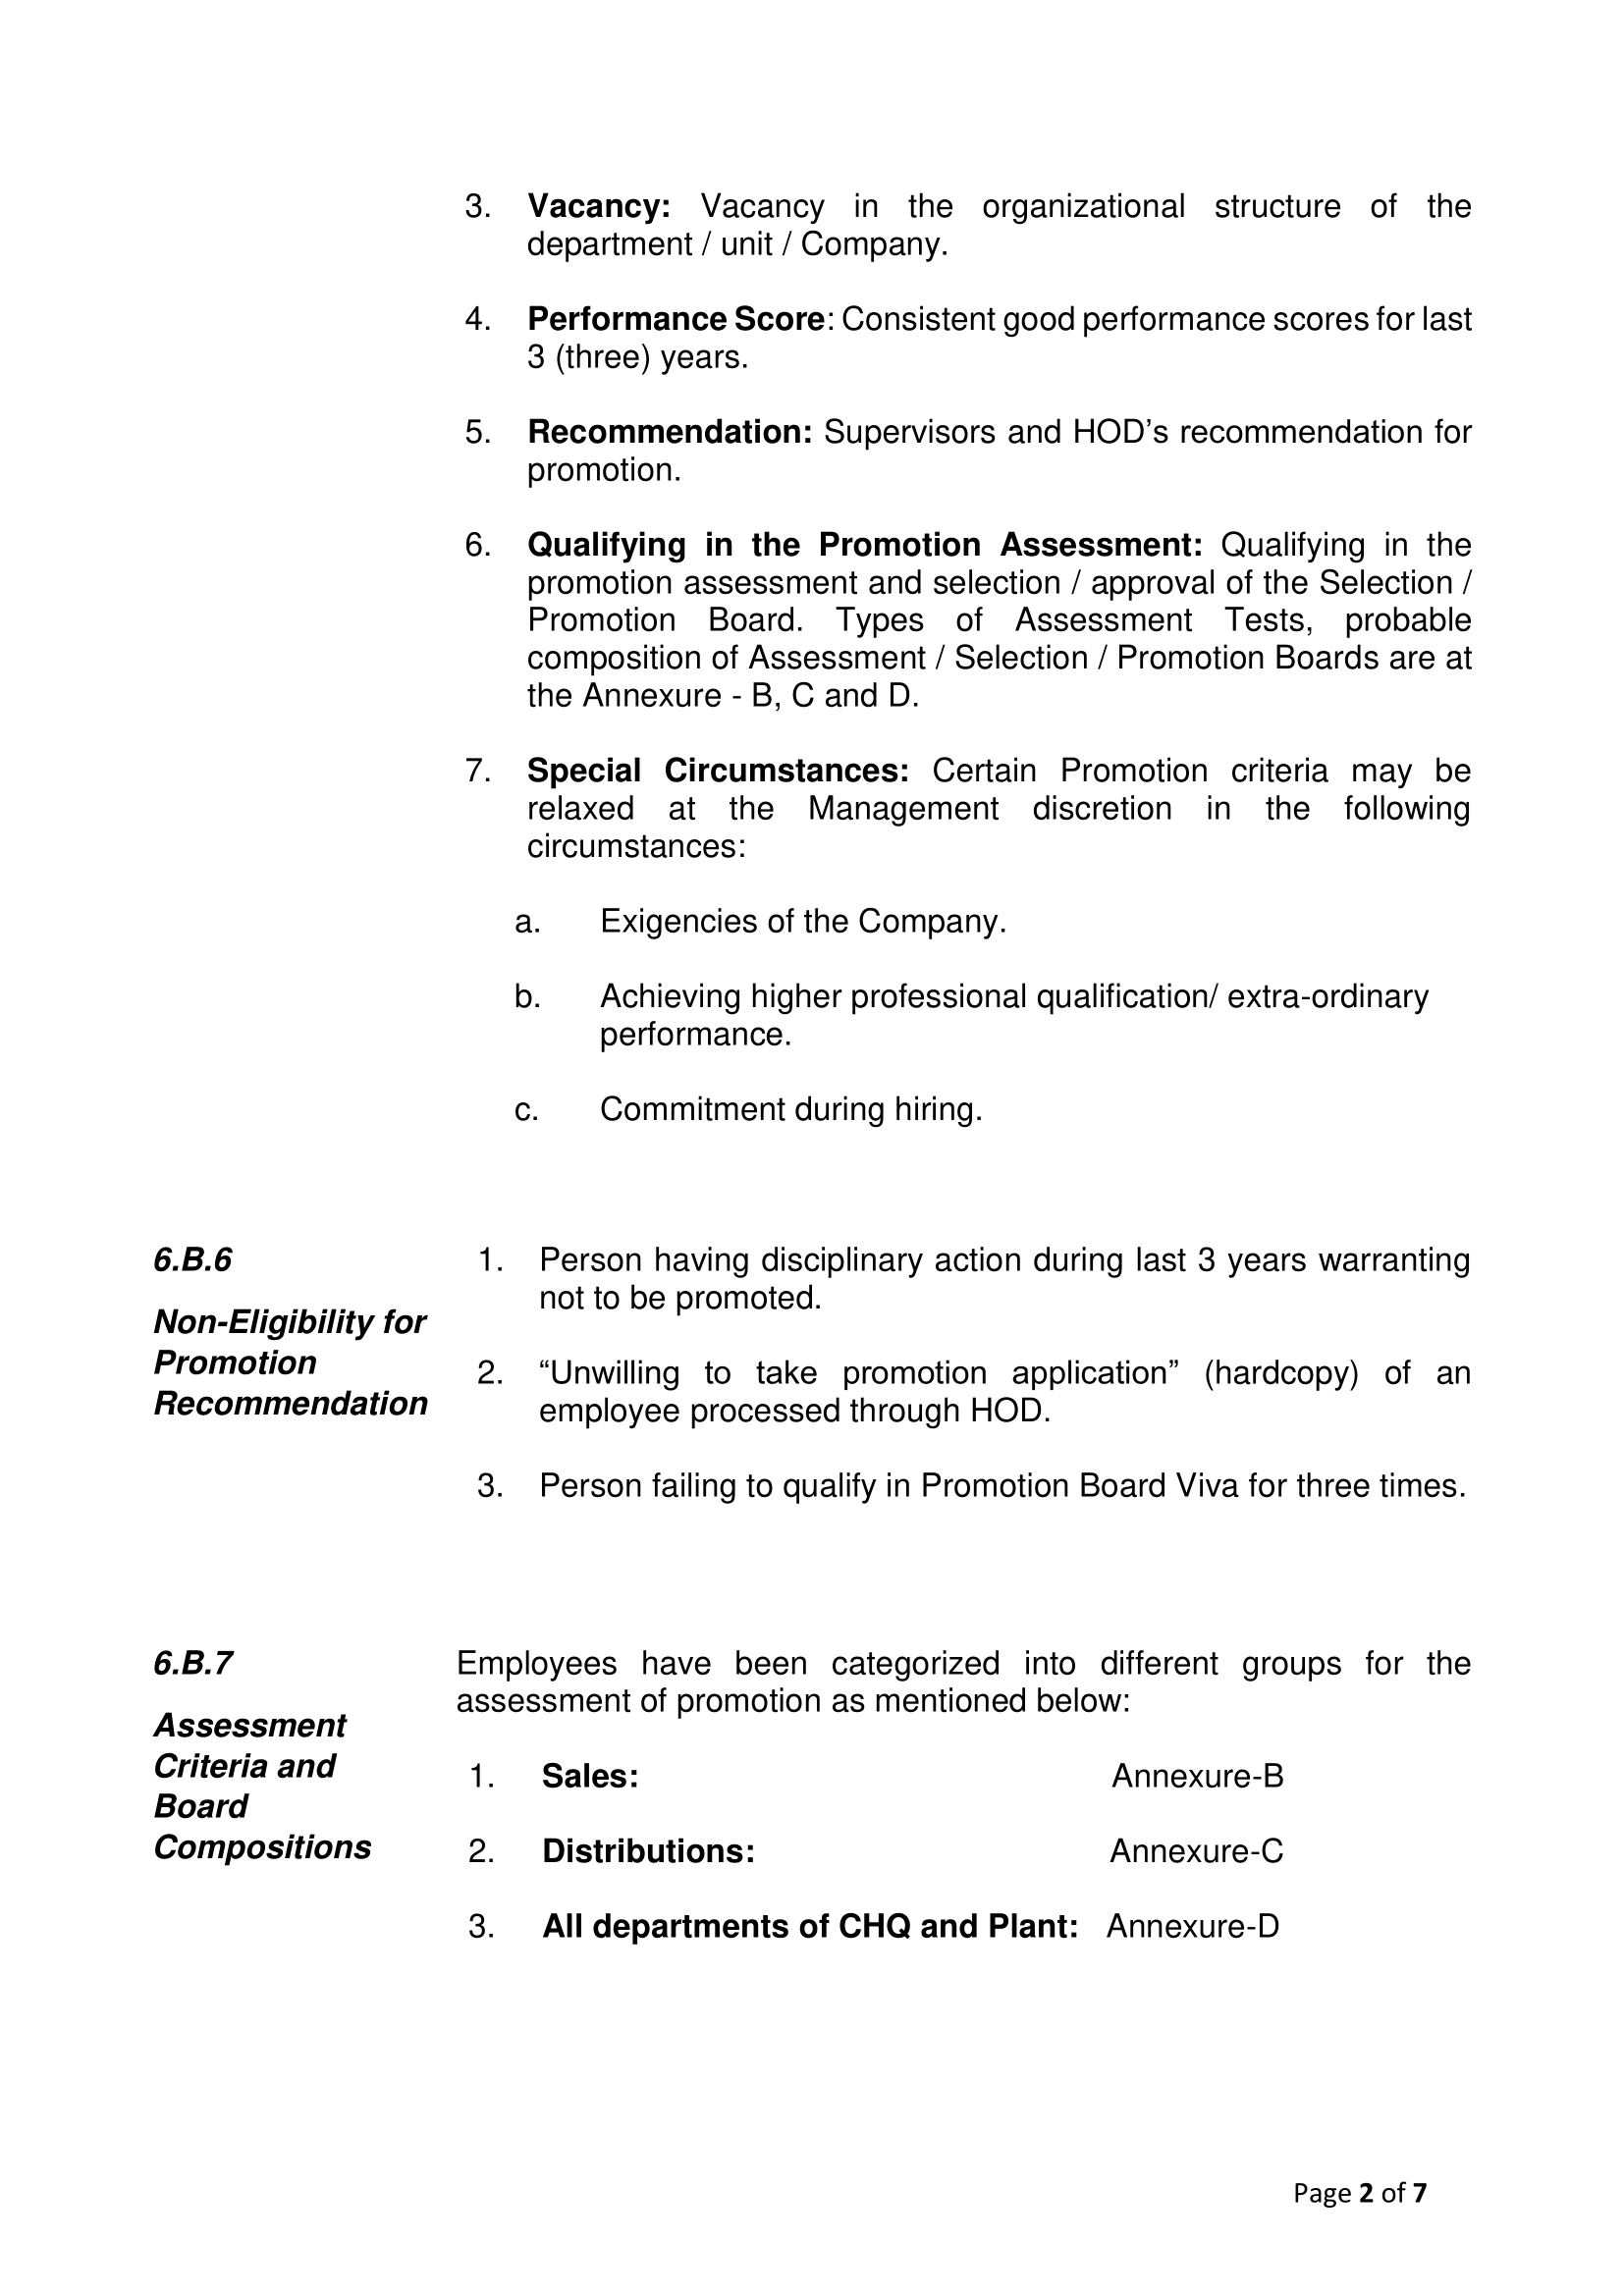 3. Vacancy: Vacancy in the organizational structure of the
department / unit / Company.
4. Performance Score: Consistent good performance scores for last
3 (three) years.
5. Recommendation: Supervisors and HOD’s recommendation for
promotion.
6. Qualifying in the Promotion Assessment: Qualifying in the
promotion assessment and selection / approval of the Selection /
Promotion Board. Types of Assessment Tests, probable
composition of Assessment / Selection / Promotion Boards are at
the Annexure - B, C and D.
7. Special Circumstances: Certain Promotion criteria may be
relaxed at the Management discretion in the following
circumstances:
a. Exigencies of the Company.
b. Achieving higher professional qualification/ extra-ordinary
performance.
c. Commitment during hiring.
6.B.6
Non-Eligibility for
Promotion
Recommendation
1. Person having disciplinary action during last 3 years warranting
not to be promoted.
2. “Unwilling to take promotion application” (hardcopy) of an
employee processed through HOD.
3. Person failing to qualify in Promotion Board Viva for three times.
6.B.7
Assessment
Criteria and
Board
Compositions
Employees have been categorized into different groups for the
assessment of promotion as mentioned below:
1. Sales: Annexure-B
2. Distributions: Annexure-C
3. All departments of CHQ and Plant: Annexure-D
Page 2 of 7